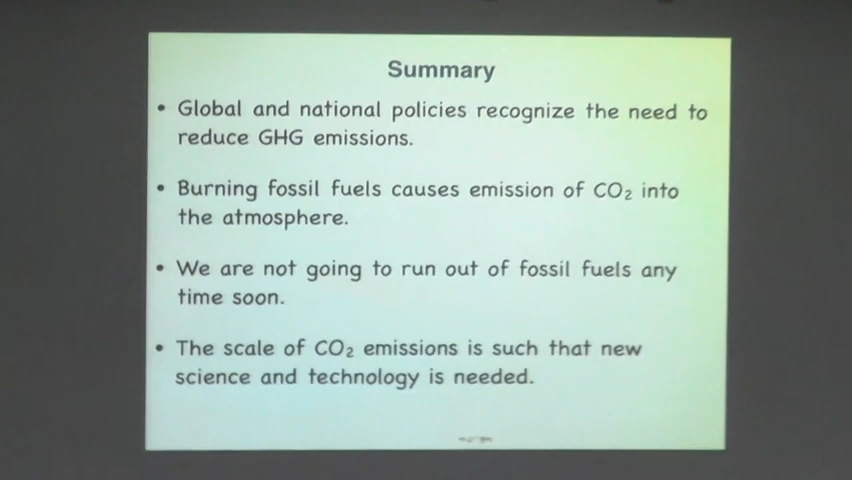 Summary
• Global and national policies recognize the need to
reduce GHG emissions.
• Burning fossil fuels causes emission of CO₂ into
the atmosphere.
• We are not going to run out of fossil fuels any
time soon.
• The scale of CO₂ emissions is such that new
science and technology is needed.